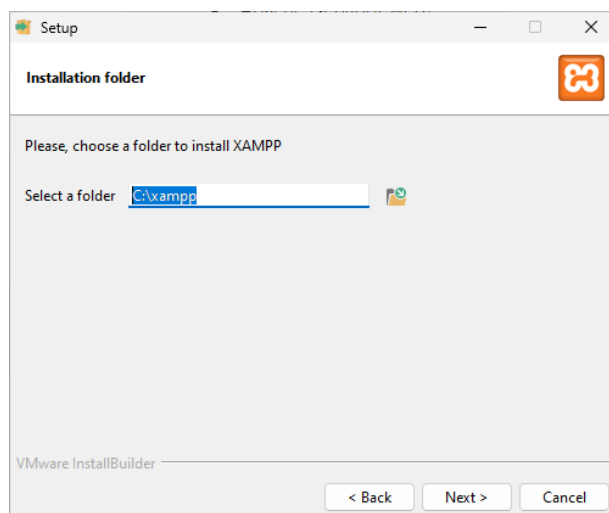 Setup
Installation folder
Please, choose a folder to install XAMPP
Select a folder C:\xampp
VMware InstallBuilder
< Back Next > Cancel